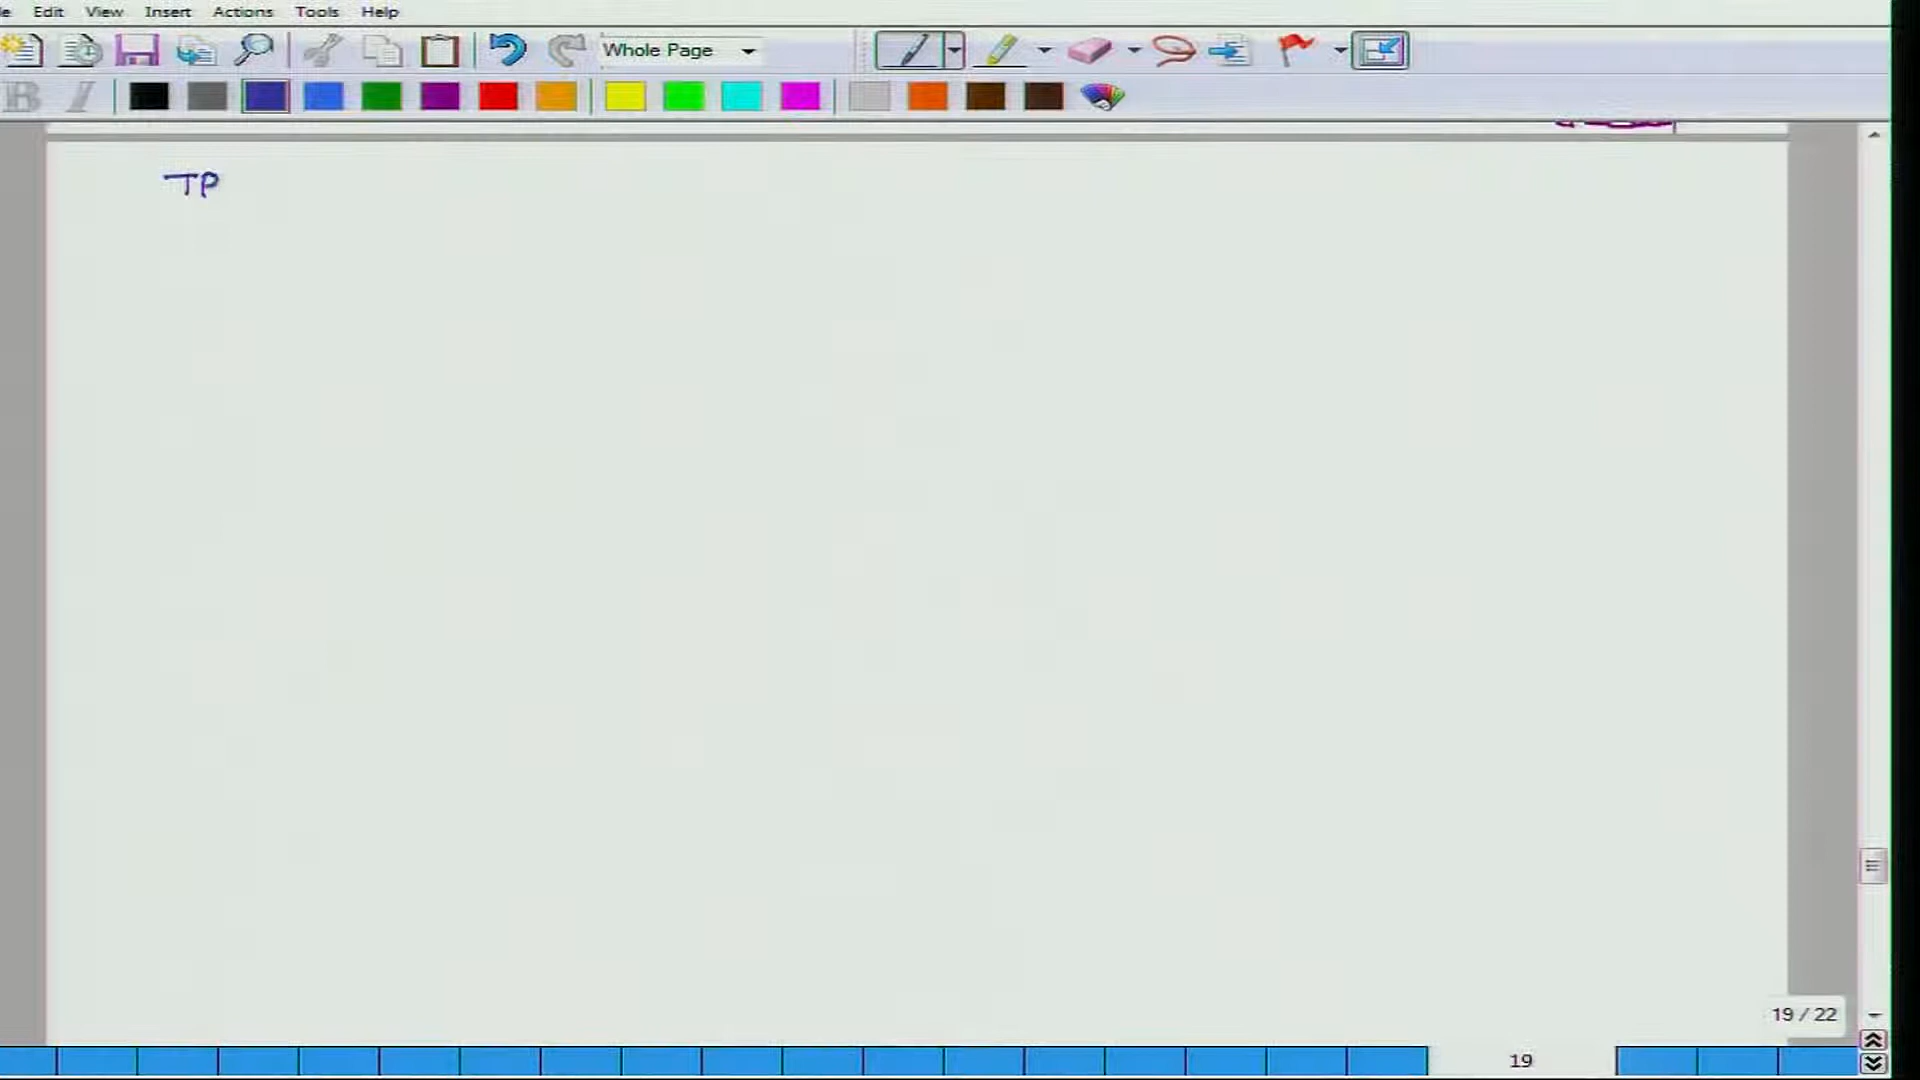 Edit View Insert Actions Tools Help
Whole Page
B I
TP
19 / 22
19